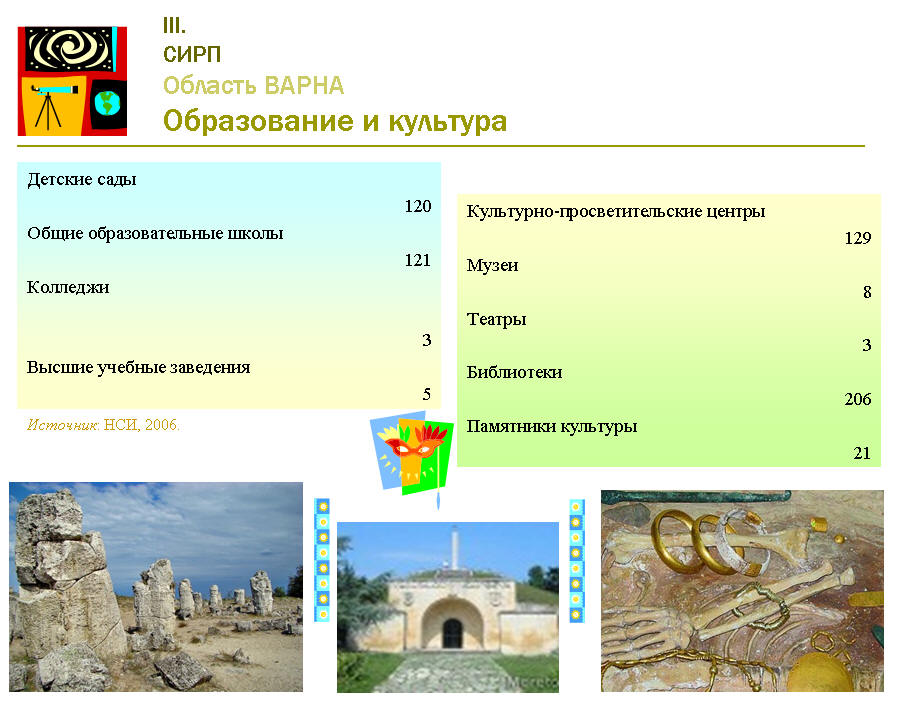 III.
СИРП
Область ВАРНА
Образование и культура
Детские сады
120
Общие образовательные школы
121
Колледжи
3
Высшие учебные заведения
5
Источник: НСИ, 2006.
Культурно-просветительские центры
129
Музеи
8
Театры
3
Библиотеки
206
Памятники культуры
21